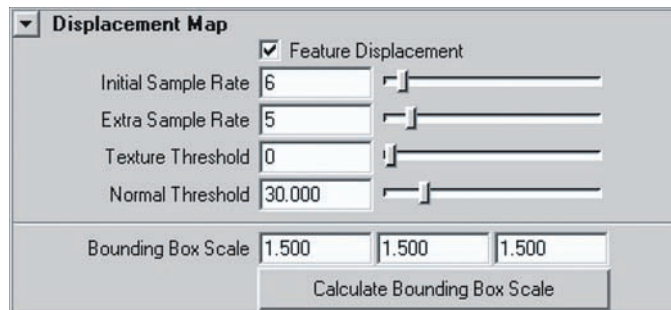 Displacement Map
Feature Displacement
Initial Sample Rate 6
Extra Sample Rate 5
Texture Threshold 0
Normal Threshold 30.000
Bounding Box Scale 1.500 1.500 1.500
Calculate Bounding Box Scale